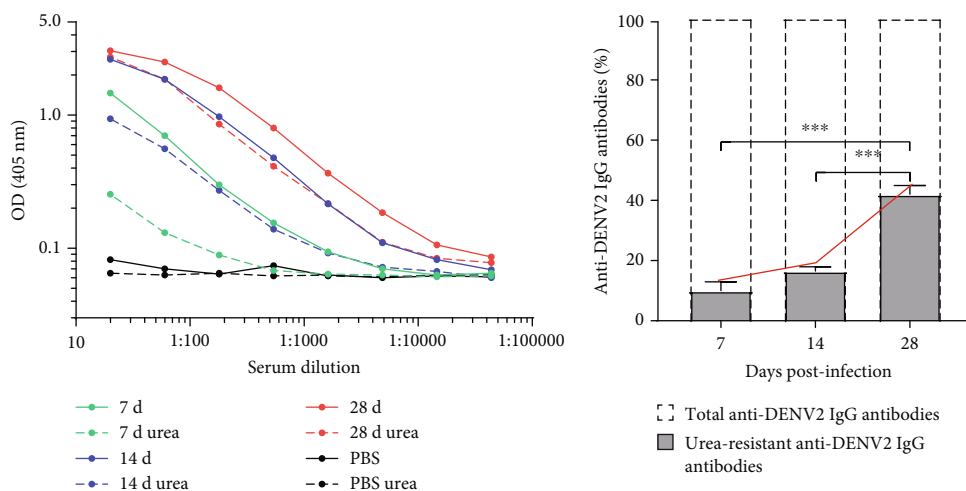 5.0
1.0
0.1
OD (405 nm)
10
1:100
1:1000
1:10000
1:100000
Serum dilution
7 d
7 d urea
14 d
14 d urea
28 d
28 d urea
PBS
PBS urea
100
80
60
40
20
0
Anti-DENV2 IgG antibodies (%)
***
***
7
14
28
Days post-infection
Total anti-DENV2 IgG antibodies
Urea-resistant anti-DENV2 IgG
antibodies